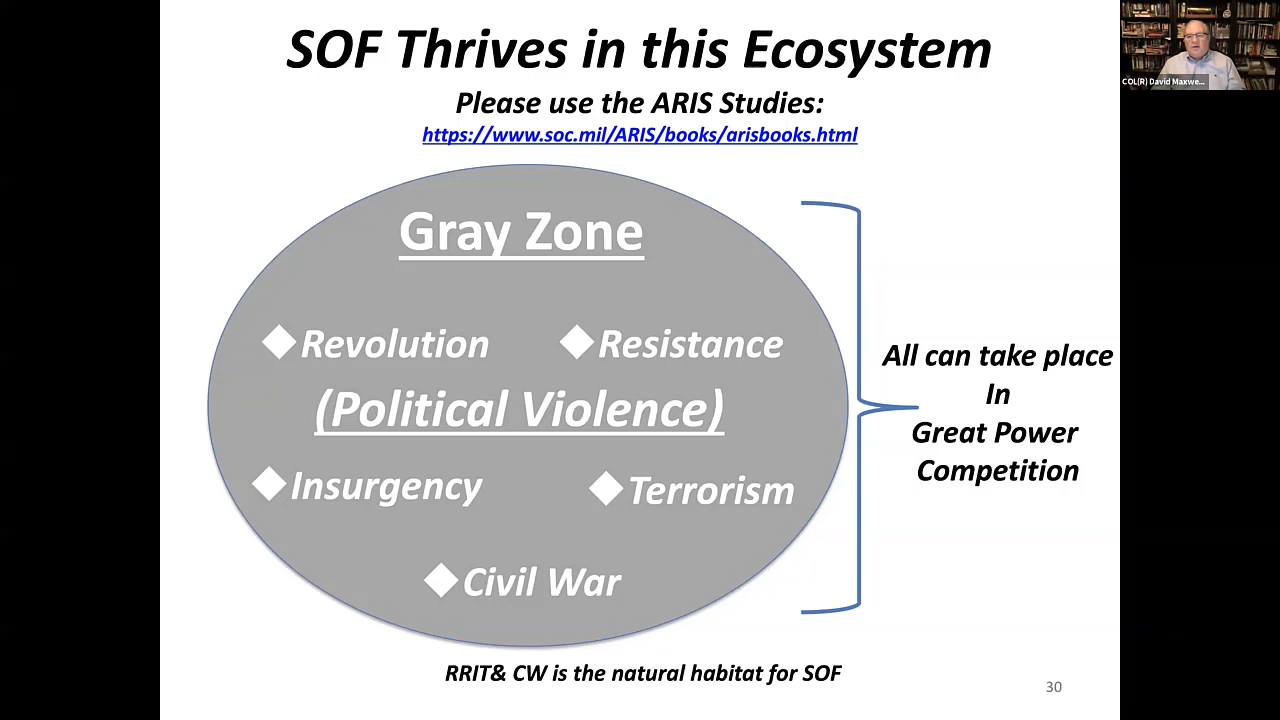 SOF Thrives in this Ecosystem
Please use the ARIS Studies:
https://www.soc.mil/ARIS/books/arisbooks.html
COL(R) David Maxwe...
Gray Zone
◆Revolution ◆Resistance
(Political Violence)
◆Insurgency ◆Terrorism
◆Civil War
All can take place
In
Great Power
Competition
RRIT& CW is the natural habitat for SOF
30